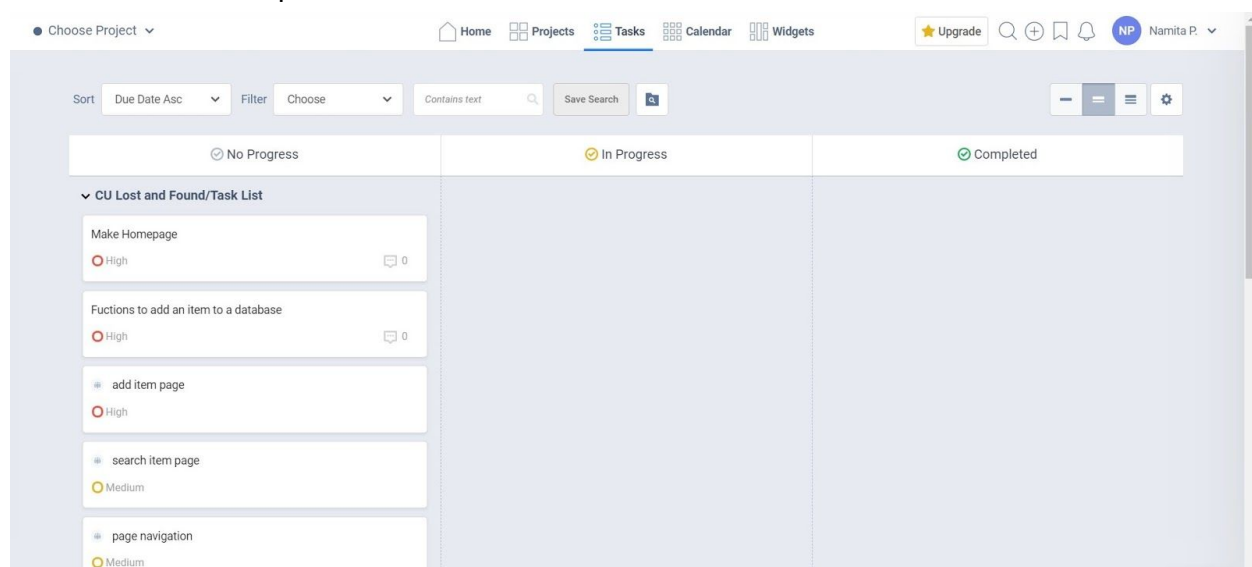 Choose Project
Home Projects Tasks Calendar Widgets
Upgrade
NP Namita P.
Sort Due Date Asc Filter Choose Contains text Save Search
No Progress In Progress Completed
CU Lost and Found/Task List
Make Homepage
High 0
Fuctions to add an item to a database
High 0
add item page
High
search item page
Medium
page navigation
Medium